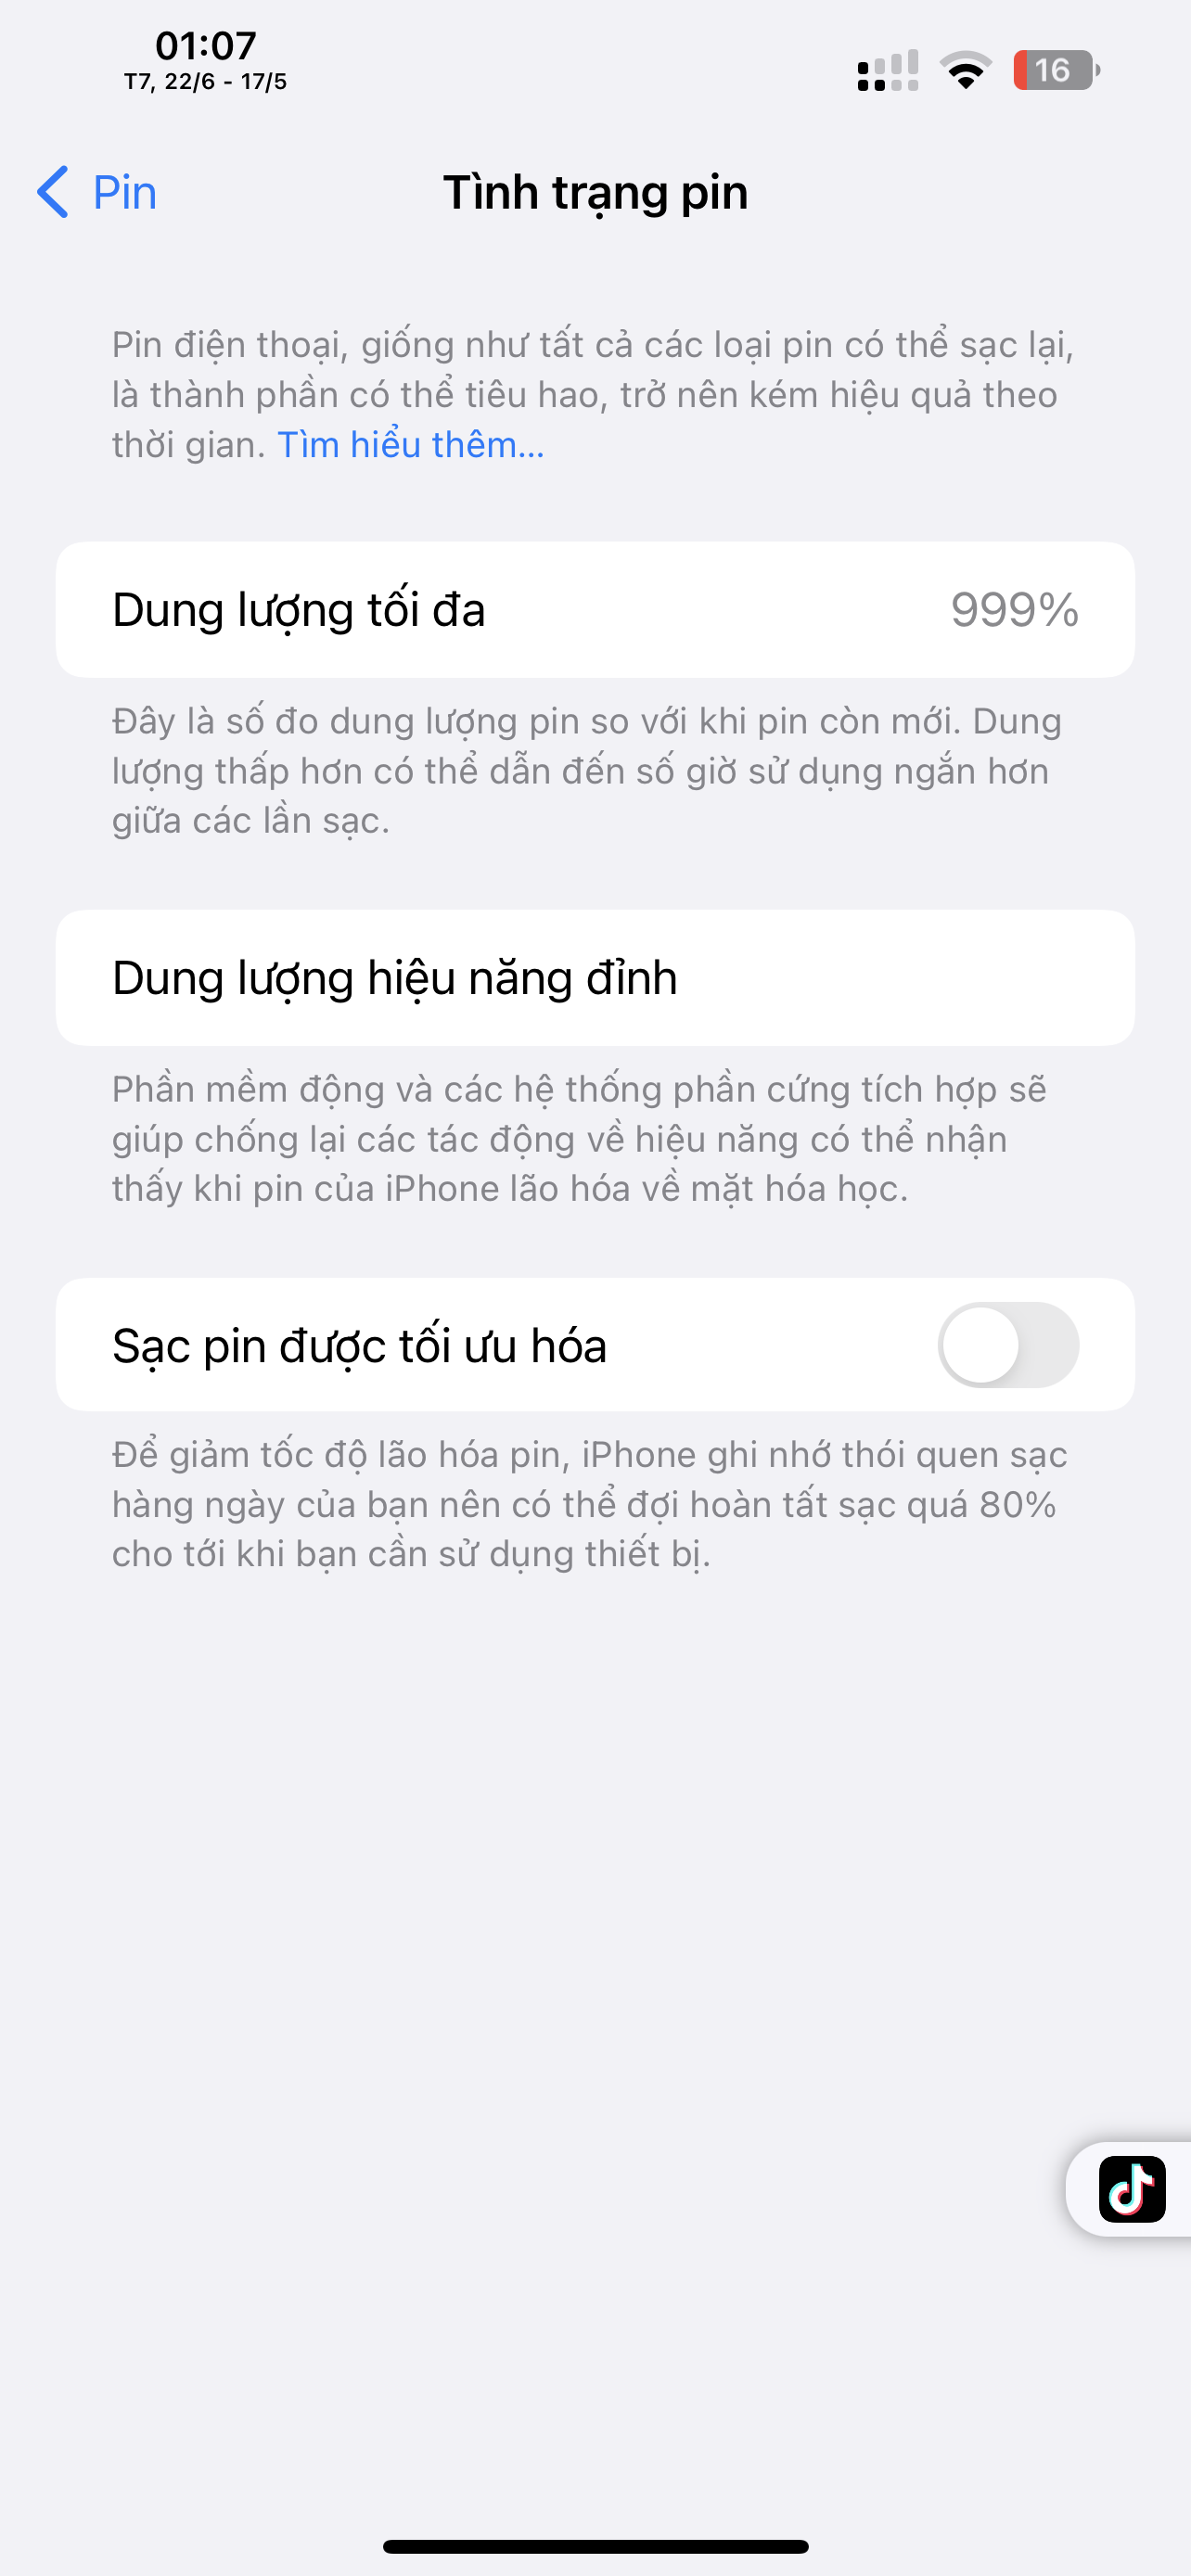 01:07
T7, 22/6 - 17/5
16
Pin
Tình trạng pin
Pin điện thoại, giống như tất cả các loại pin có thể sạc lại,
là thành phần có thể tiêu hao, trở nên kém hiệu quả theo
thời gian. Tìm hiểu thêm...
Dung lượng tối đa 999%
Đây là số đo dung lượng pin so với khi pin còn mới. Dung
lượng thấp hơn có thể dẫn đến số giờ sử dụng ngắn hơn
giữa các lần sạc.
Dung lượng hiệu năng đỉnh
Phần mềm động và các hệ thống phần cứng tích hợp sẽ
giúp chống lại các tác động về hiệu năng có thể nhận
thấy khi pin của iPhone lão hóa về mặt hóa học.
Sạc pin được tối ưu hóa
Để giảm tốc độ lão hóa pin, iPhone ghi nhớ thói quen sạc
hàng ngày của bạn nên có thể đợi hoàn tất sạc quá 80%
cho tới khi bạn cần sử dụng thiết bị.